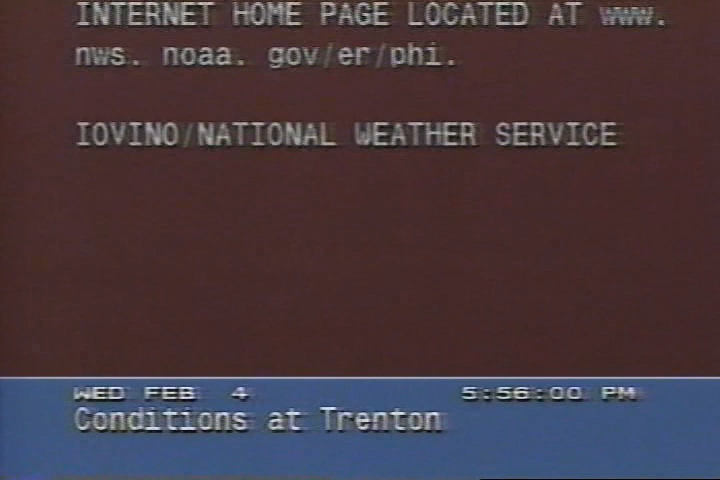 INTERNET HOME PAGE LOCATED AT www.
nws. noaa. gov/er/phi.
IOVINO/NATIONAL WEATHER SERVICE
WED FEB 4 5:56:00 PM
Conditions at Trenton